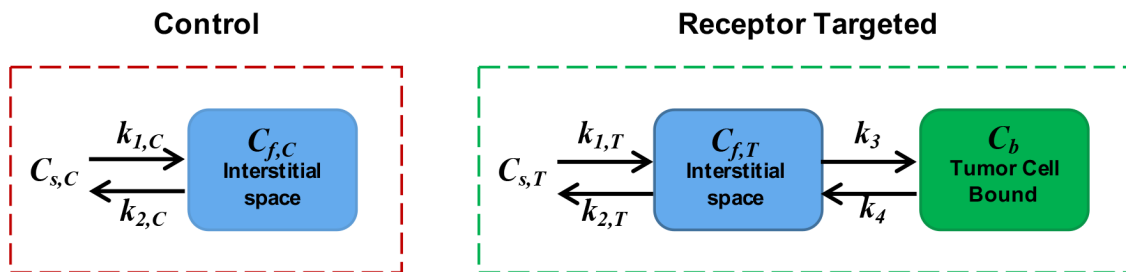 Control
Receptor Targeted
k1,C
Cs,C
k2,C
Cf,C
Interstitial
space
k1,T
Cs,T
k2,T
Cf,T
Interstitial
space
k3
k4
Cb
Tumor Cell
Bound